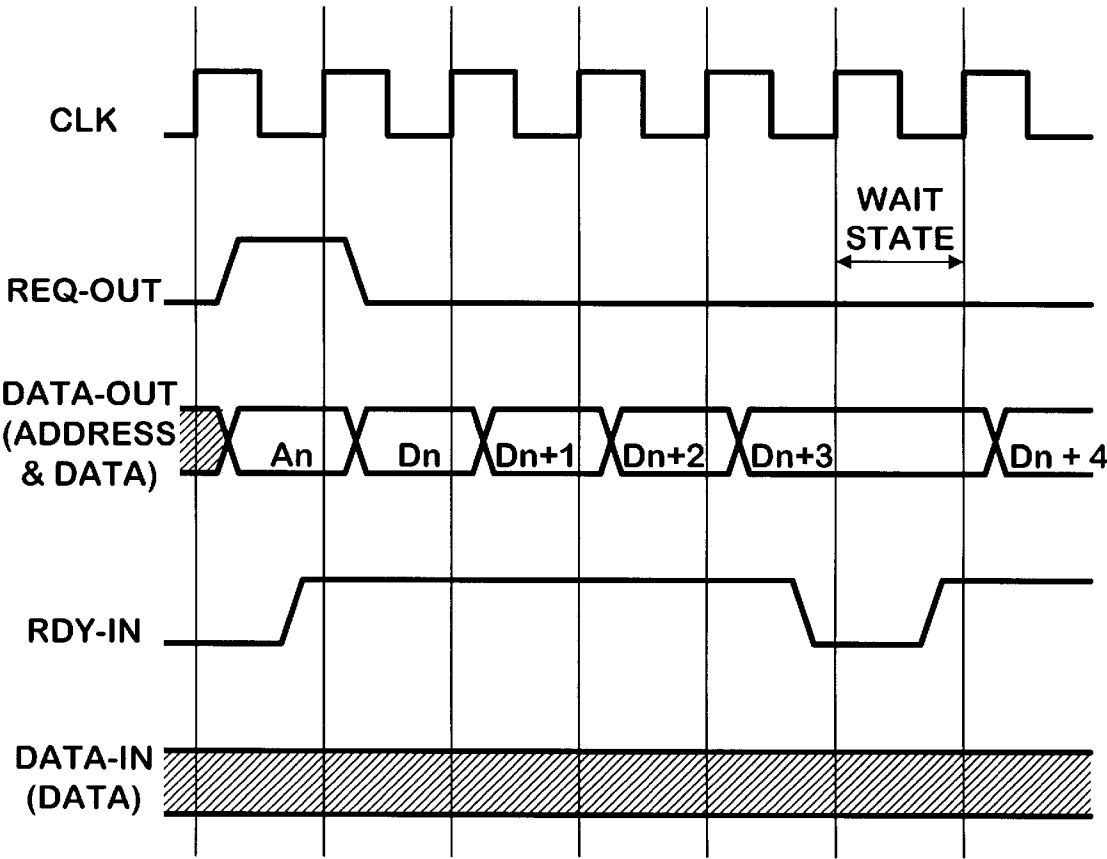 CLK
WAIT
STATE
REQ-OUT
DATA-OUT
(ADDRESS
& DATA)
An Dn Dn+1 Dn+2 Dn+3 Dn + 4
RDY-IN
DATA-IN
(DATA)